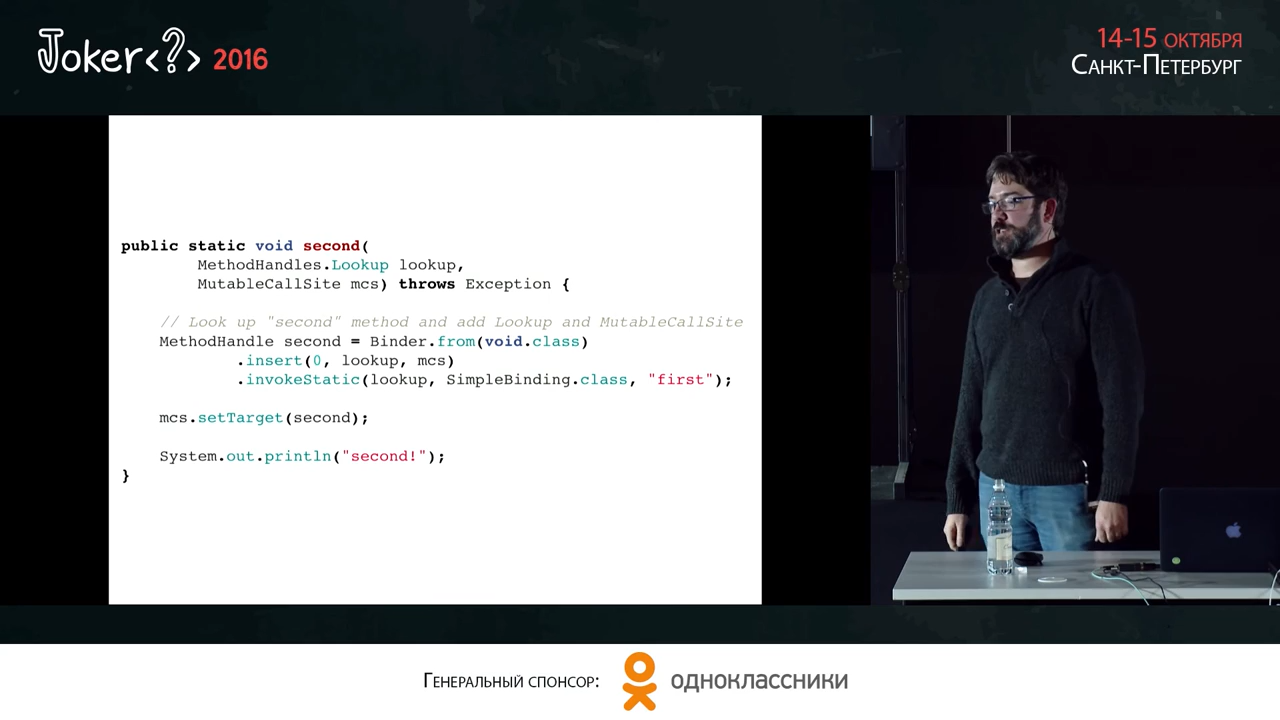 Joker<?> 2016
14-15 октября
Санкт-Петербург
public static void second(
MethodHandles.Lookup lookup,
MutableCallSite mcs) throws Exception {
// Look up "second" method and add Lookup and MutableCallSite
MethodHandle second = Binder.from(void.class)
.insert(0, lookup, mcs)
.invokeStatic(lookup, SimpleBinding.class, "first");
mcs.setTarget(second);
System.out.println("second!");
}
Генеральный спонсор:
одноклассники